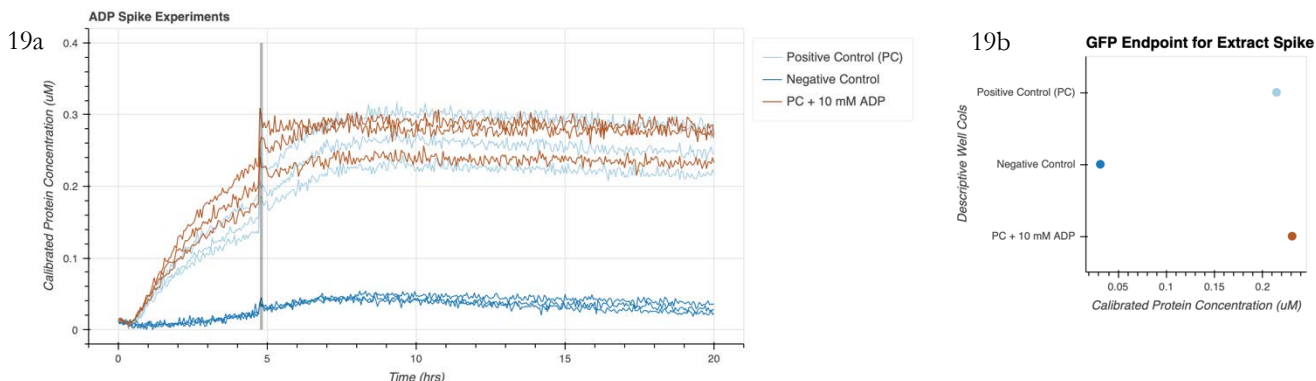 19a
ADP Spike Experiments
Calibrated Protein Concentration (uM)
0.4
0.3
0.2
0.1
0
0
5
10
15
20
Time (hrs)
Positive Control (PC)
Negative Control
PC + 10 mM ADP
19b
GFP Endpoint for Extract Spike
Descriptive Well Cols
Positive Control (PC)
Negative Control
PC + 10 mM ADP
0.05
0.1
0.15
0.2
Calibrated Protein Concentration (uM)